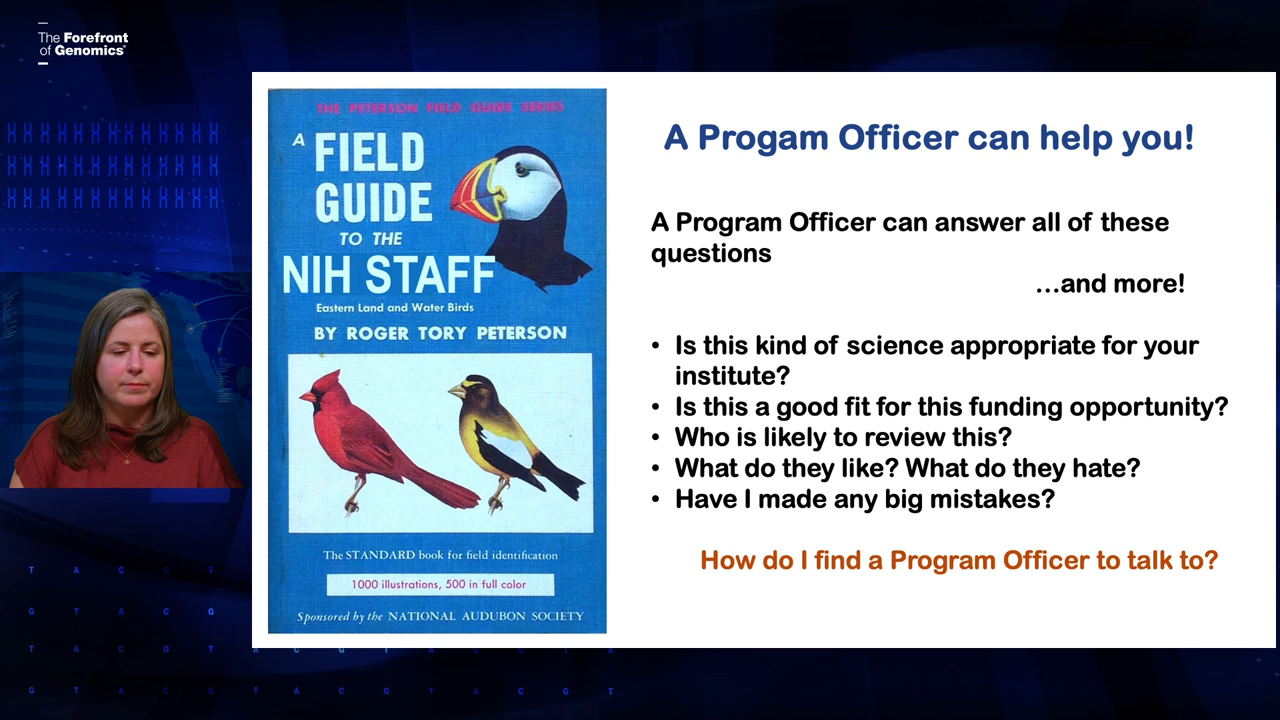 The Forefront
of Genomics®
THE PETERSON FIELD GUIDE SERIES
A FIELD
GUIDE
TO THE
NIH STAFF
Eastern Land and Water Birds
BY ROGER TORY PETERSON
The STANDARD book for field identification
1000 illustrations, 500 in full color
Sponsored by the NATIONAL AUDUBON SOCIETY
A Progam Officer can help you!
A Program Officer can answer all of these
questions
...and more!
• Is this kind of science appropriate for your
institute?
• Is this a good fit for this funding opportunity?
• Who is likely to review this?
• What do they like? What do they hate?
• Have I made any big mistakes?
How do I find a Program Officer to talk to?
T A C G T
G T A C G
T A C G T A C G T A C G T A
G T A C G T A C G T A C G T